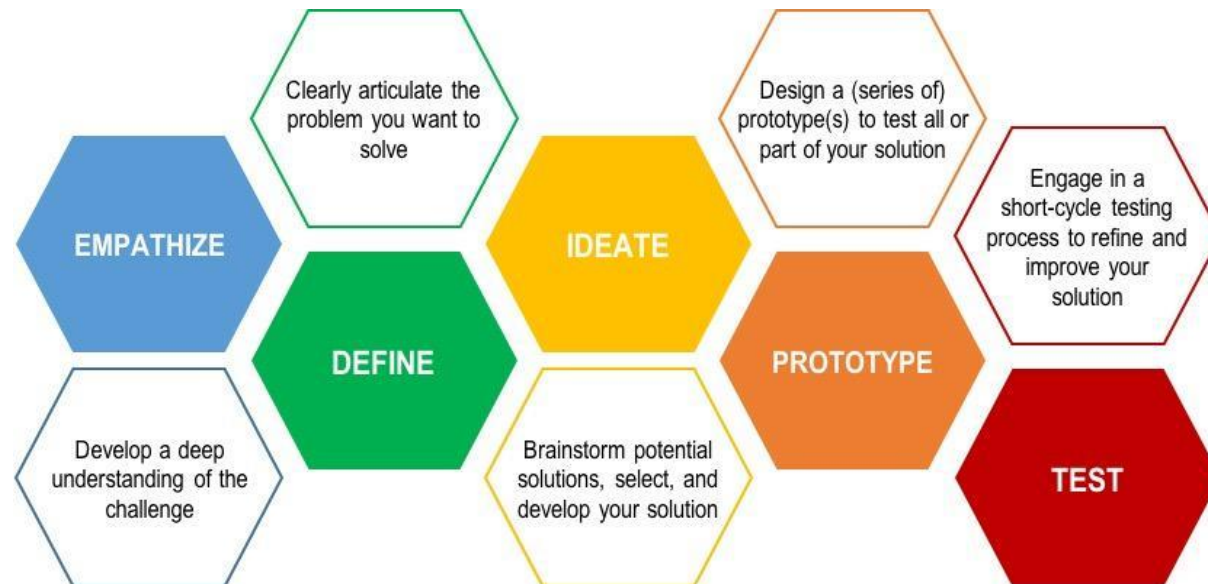 EMPATHIZE
Develop a deep
understanding of the
challenge
Clearly articulate the
problem you want to
solve
DEFINE
IDEATE
Brainstorm potential
solutions, select, and
develop your solution
Design a (series of)
prototype(s) to test all or
part of your solution
PROTOTYPE
Engage in a
short-cycle testing
process to refine and
improve your
solution
TEST